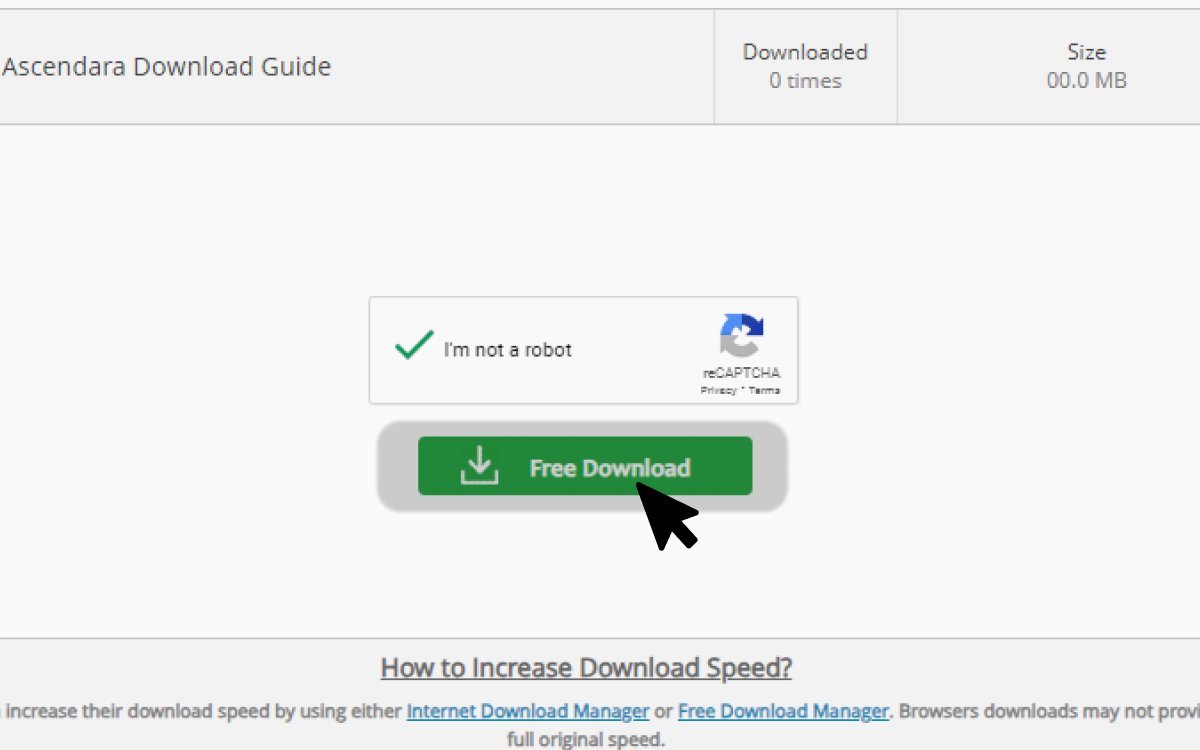 Ascendara Download Guide
Downloaded
0 times
Size
00.0 MB
I'm not a robot
reCAPTCHA
Privacy * Terms
Free Download
How to Increase Download Speed?
increase their download speed by using either Internet Download Manager or Free Download Manager. Browsers downloads may not provi
full original speed.